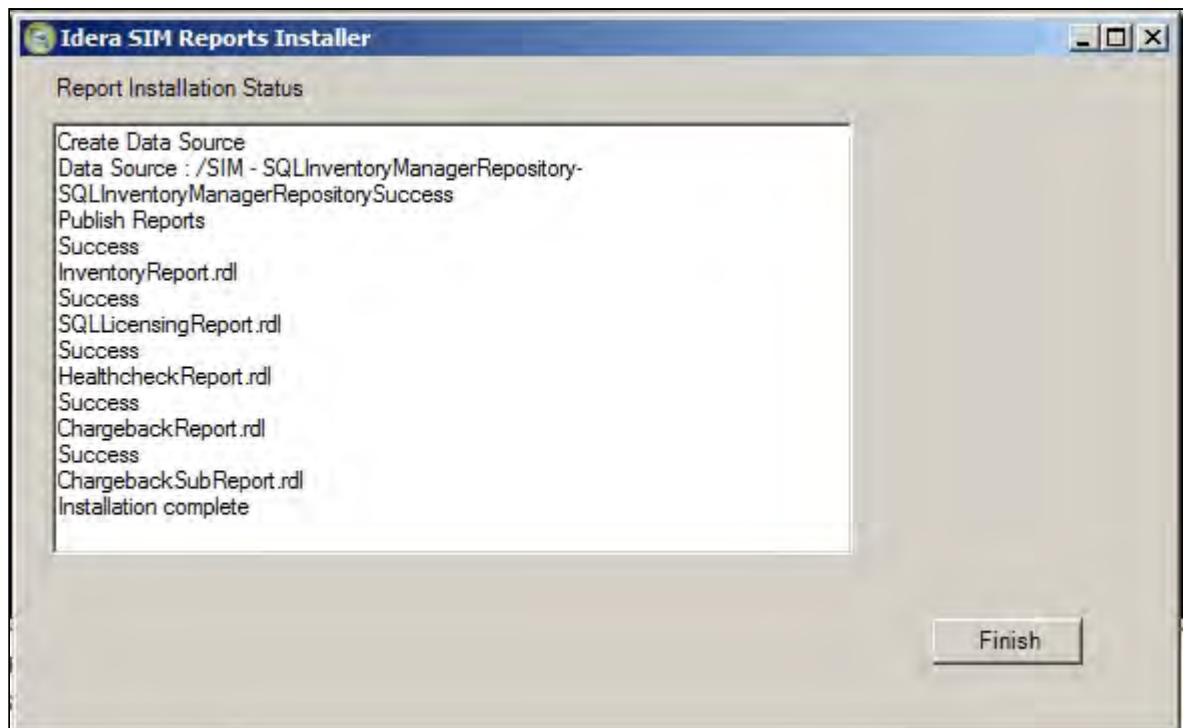 Idera SIM Reports Installer
Report Installation Status
Create Data Source
Data Source : /SIM - SQLInventoryManagerRepository-
SQLInventoryManagerRepositorySuccess
Publish Reports
Success
InventoryReport.rdl
Success
SQLLicensingReport.rdl
Success
HealthcheckReport.rdl
Success
ChargebackReport.rdl
Success
ChargebackSubReport.rdl
Installation complete
Finish